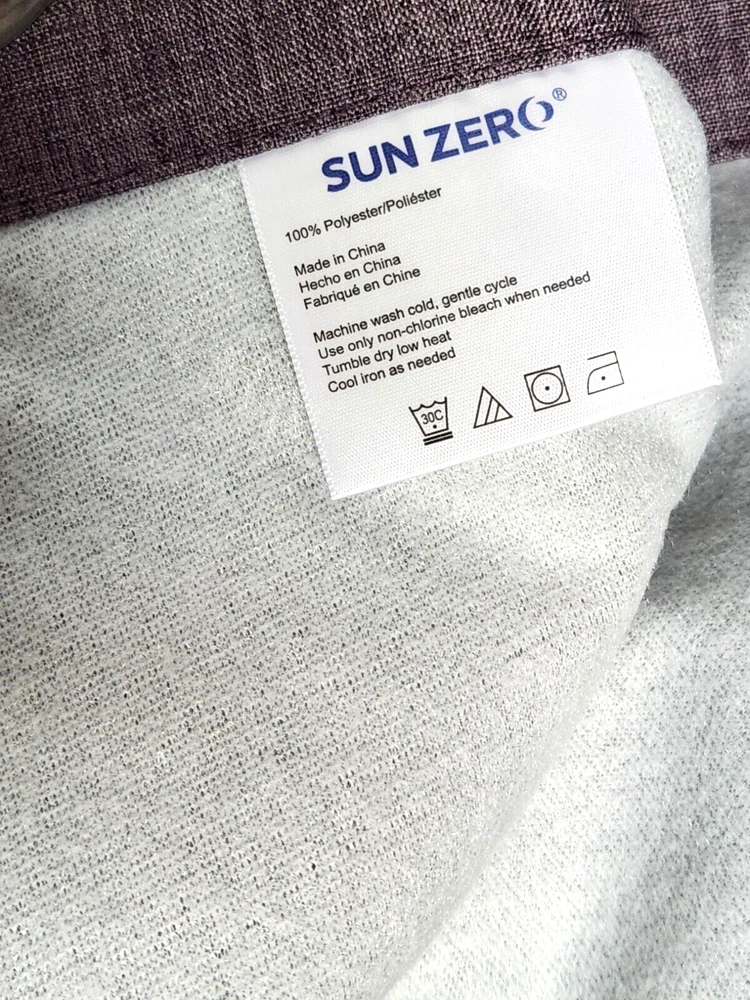 SUN ZERO®
100% Polyester/Poliéster
Made in China
Hecho en China
Fabriqué en Chine
Machine wash cold, gentle cycle
Use only non-chlorine bleach when needed
Tumble dry low heat
Cool iron as needed
30C